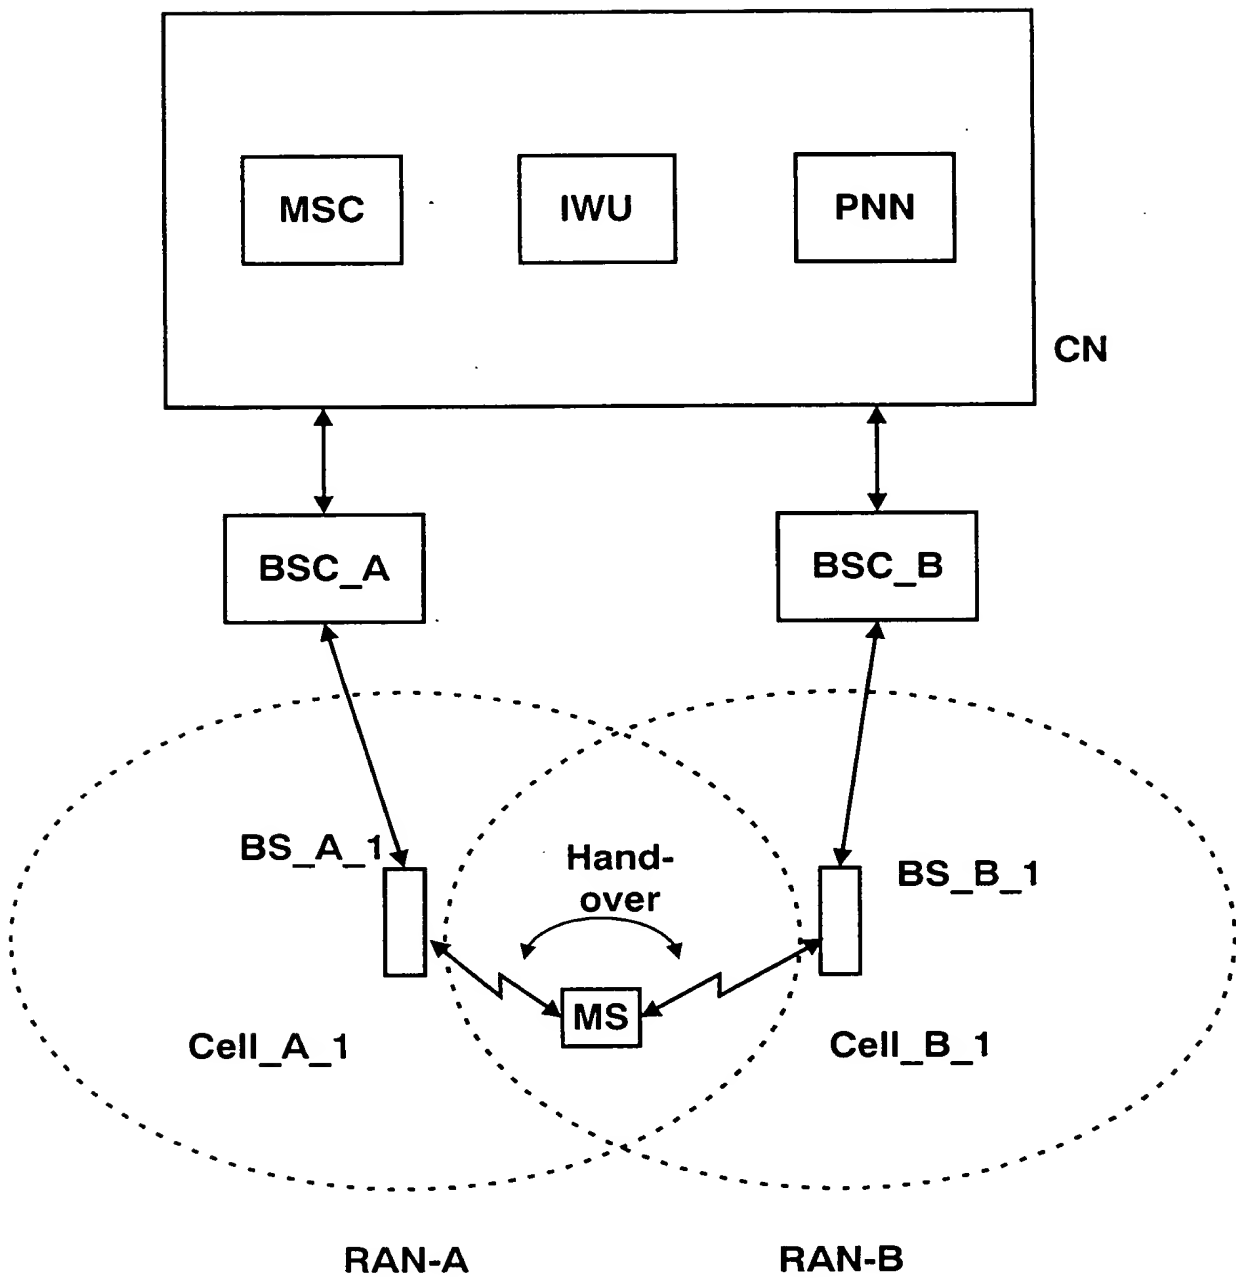 MSC
IWU
PNN
CN
BSC_A
BSC_B
BS_A_1
Hand-
over
BS_B_1
MS
Cell_A_1
Cell_B_1
RAN-A
RAN-B